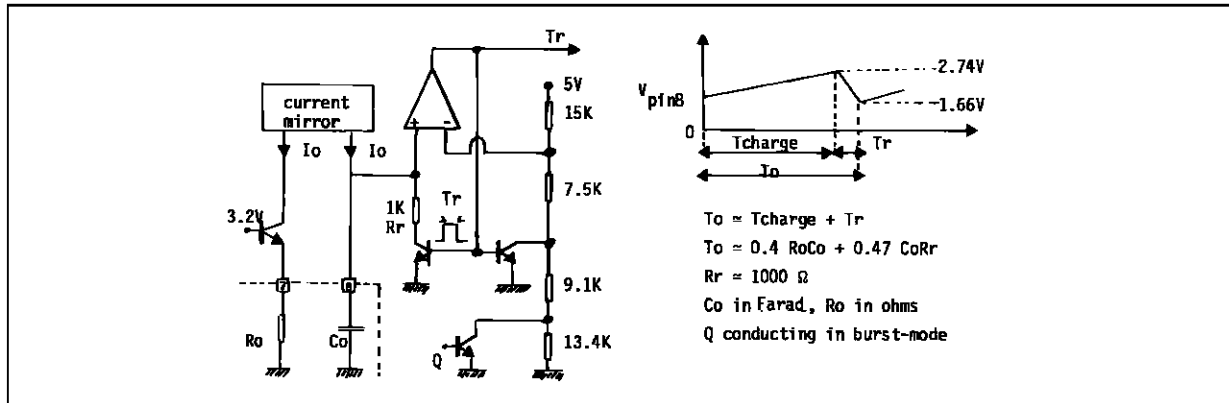 Tr
5V
current
mirror
15K
Io
Io
7.5K
1K
Rr
Tr
3.2V
9.1K
7
8
Ro
Co
Q
13.4K
2.74V
VpinB
1.66V
0
Tcharge
Tr
To
To ≃ Tcharge + Tr
To ≃ 0.4 RoCo + 0.47 CoRr
Rr ≃ 1000 Ω
Co in Farad, Ro in ohms
Q conducting in burst-mode